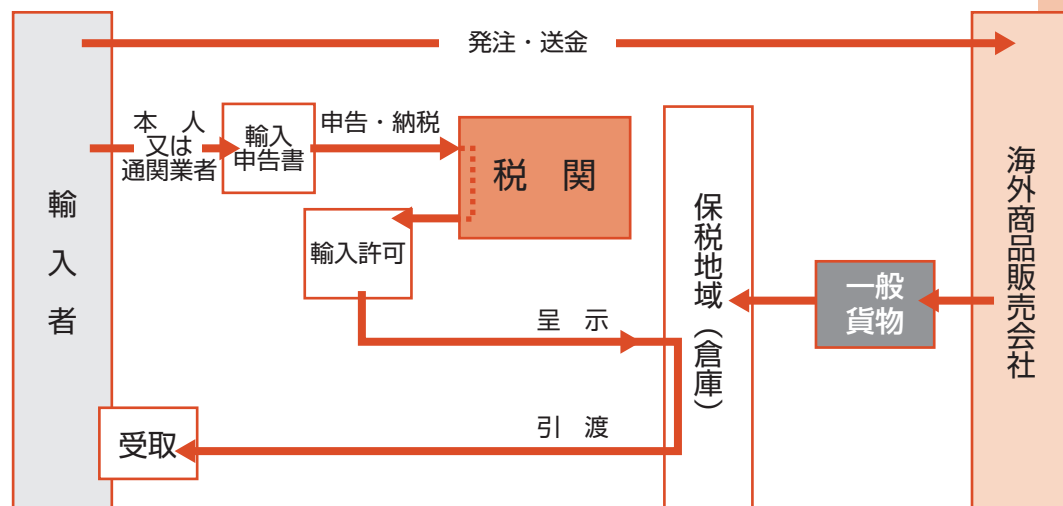 発注・送金
本　人
又は
通関業者
輸入
申告書
申告・納税
税　関
輸入者
輸入許可
保税地域（倉庫）
一般
貨物
海外商品販売会社
呈　示
引　渡
受取